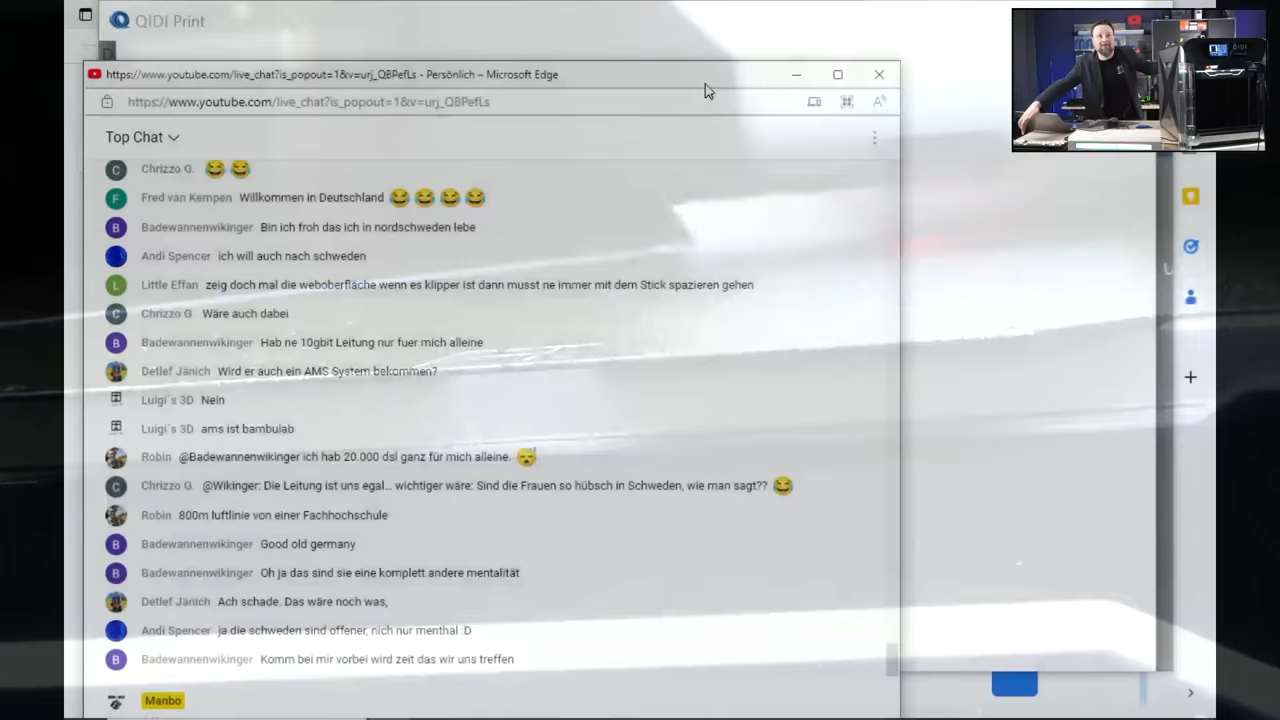 QIDI Print
https://www.youtube.com/live_chat?is_popout=1&v=urj_QBPefLs - Persönlich – Microsoft Edge
https://www.youtube.com/live_chat?is_popout=1&v=urj_QBPefLs
Top Chat
C Chrizzo G. 😂 😂
F Fred van Kempen Willkommen in Deutschland 😂 😂 😂 😂
B Badewannenwikinger Bin ich froh das ich in nordschweden lebe
Andi Spencer ich will auch nach schweden
L Little Effan zeig doch mal die weboberfläche wenn es klipper ist dann musst ne immer mit dem Stick spazieren gehen
C Chrizzo G Wäre auch dabei
B Badewannenwikinger Hab ne 10gbit Leitung nur fuer mich alleine
Detlef Jänich Wird er auch ein AMS System bekommen?
Luigi´s 3D Nein
Luigi´s 3D ams ist bambulab
Robin @Badewannenwikinger ich hab 20.000 dsl ganz für mich alleine. 😴
C Chrizzo G. @Wikinger: Die Leitung ist uns egal... wichtiger wäre: Sind die Frauen so hübsch in Schweden, wie man sagt?? 😂
Robin 800m luftlinie von einer Fachhochschule
B Badewannenwikinger Good old germany
B Badewannenwikinger Oh ja das sind sie eine komplett andere mentalität
Detlef Jänich Ach schade. Das wäre noch was,
Andi Spencer ja die schweden sind offener, nich nur menthal :D
B Badewannenwikinger Komm bei mir vorbei wird zeit das wir uns treffen
Manbo